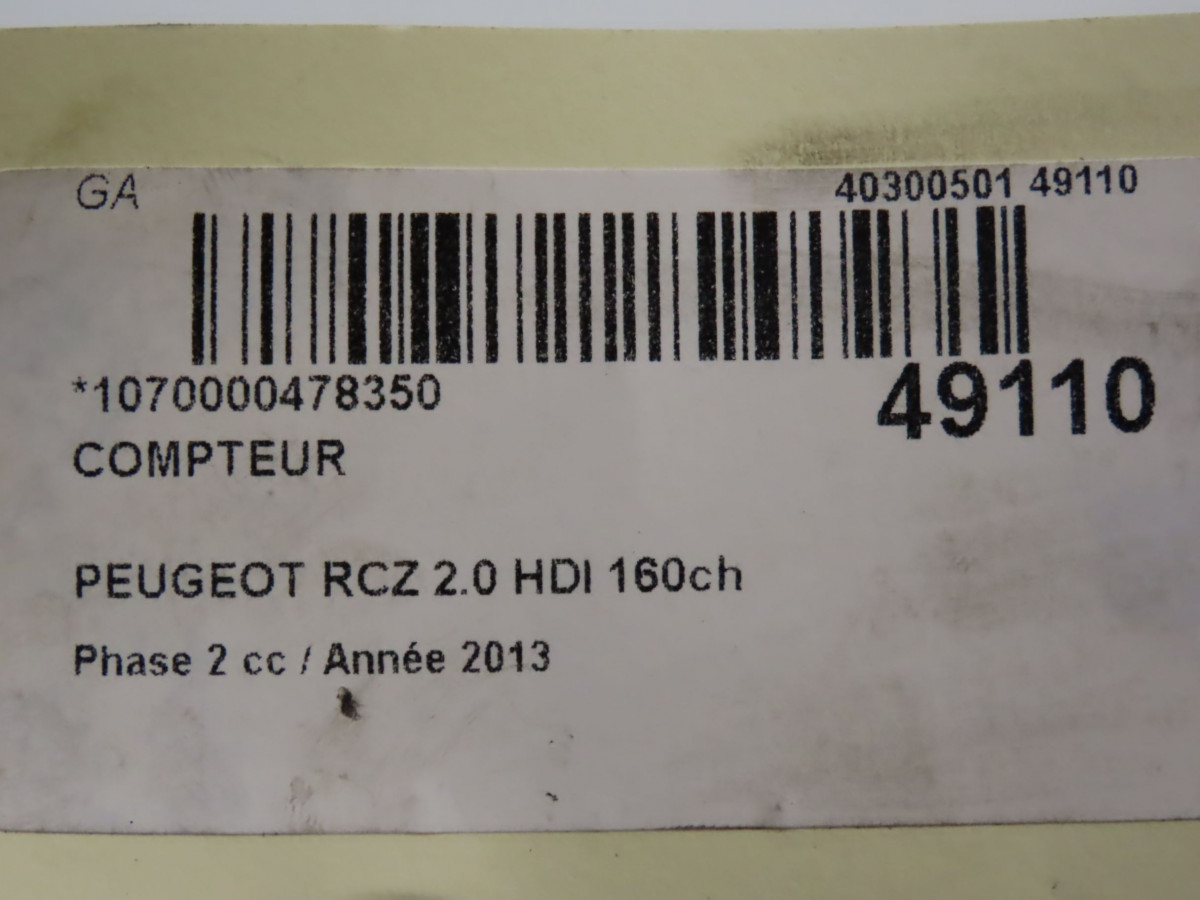 GA 40300501 49110
*1070000478350 49110
COMPTEUR
PEUGEOT RCZ 2.0 HDI 160ch
Phase 2 cc / Année 2013